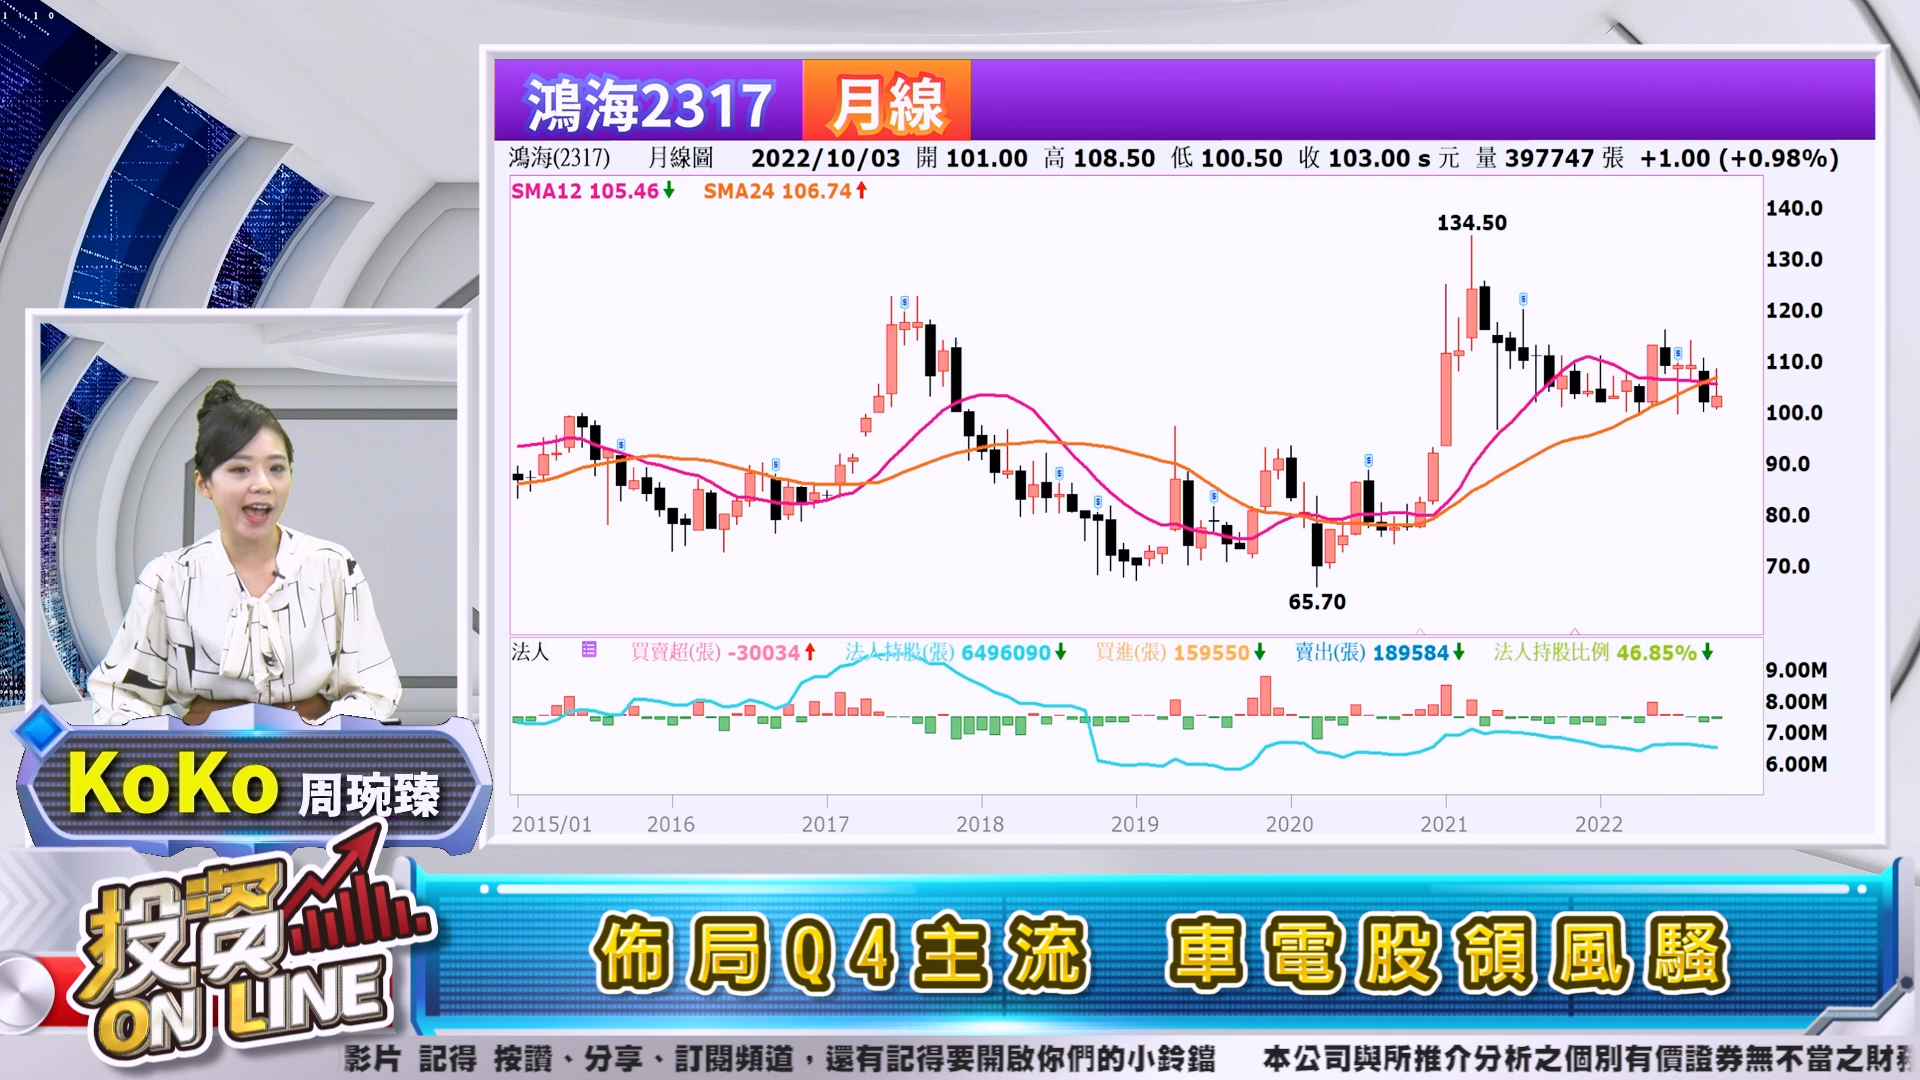 1 1 1 0
鴻海2317 月線
鴻海(2317) 月線圖 2022/10/03 開 101.00 高 108.50 低 100.50 收 103.00 s 元 量 397747 張 +1.00 (+0.98%)
SMA12 105.46↓ SMA24 106.74↑
134.50
65.70
140.0
130.0
120.0
110.0
100.0
90.0
80.0
70.0
法人 買賣超(張) -30034↑ 法人持股(張) 6496090↓ 買進(張) 159550↓ 賣出(張) 189584↓ 法人持股比例 46.85%↓
9.00M
8.00M
7.00M
6.00M
2015/01 2016 2017 2018 2019 2020 2021 2022
KoKo 周琬臻
投資
ON LINE
佈局Q4主流 車電股領風騷
影片 記得 按讚、分享、訂閱頻道，還有記得要開啟你們的小鈴鐺 本公司與所推介分析之個別有價證券無不當之財務